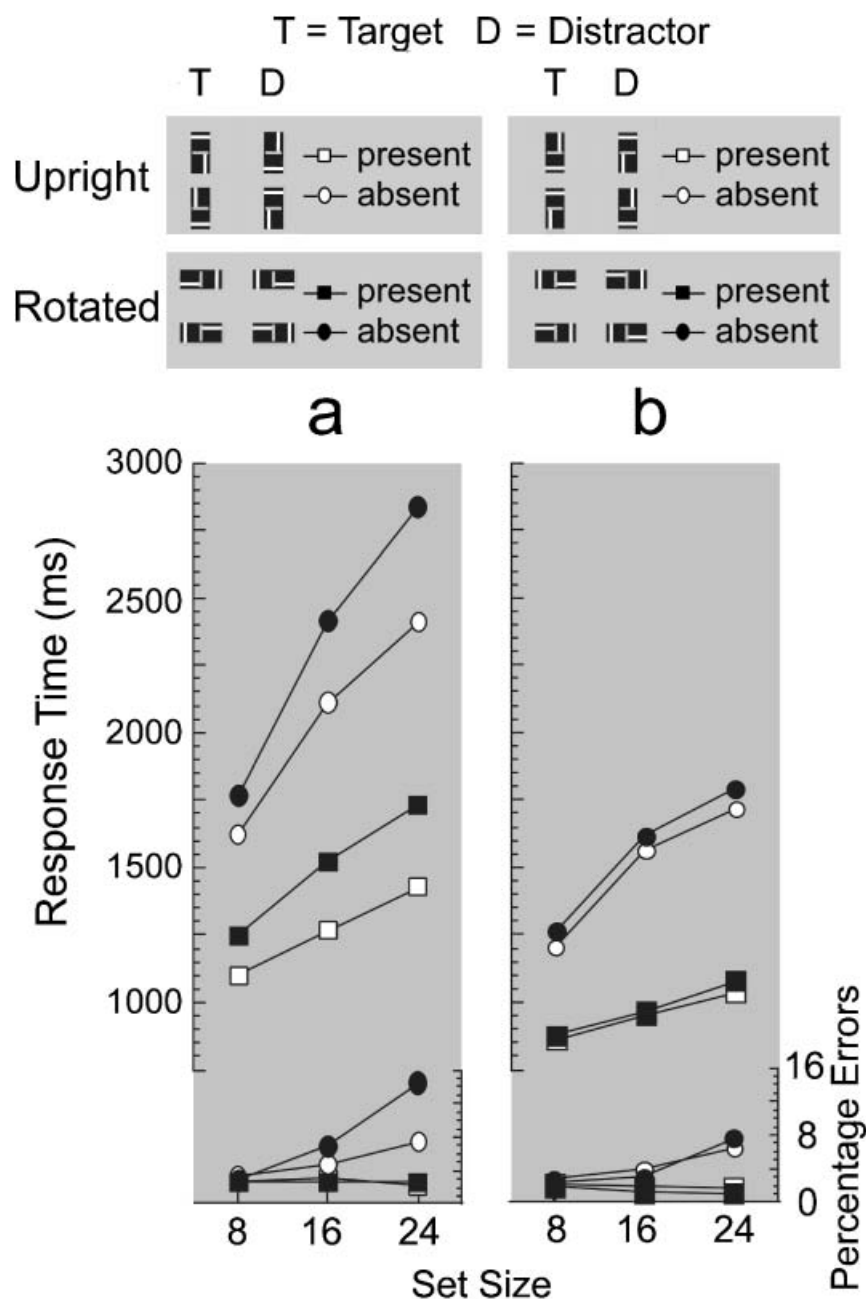 T = Target D = Distractor
T D T D
Upright present present
absent absent
Rotated present present
absent absent
a b
3000
2500
2000
1500
1000
Response Time (ms)
16
8
0
Percentage Errors
8 16 24 8 16 24
Set Size